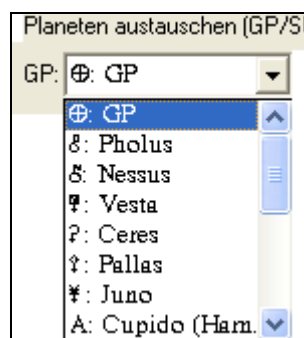 Planeten austauschen (GP/S
GP: ⊕: GP
⊕: GP
: Pholus
: Nessus
⚶: Vesta
⚳: Ceres
⚴: Pallas
⚵: Juno
A: Cupido (Ham.